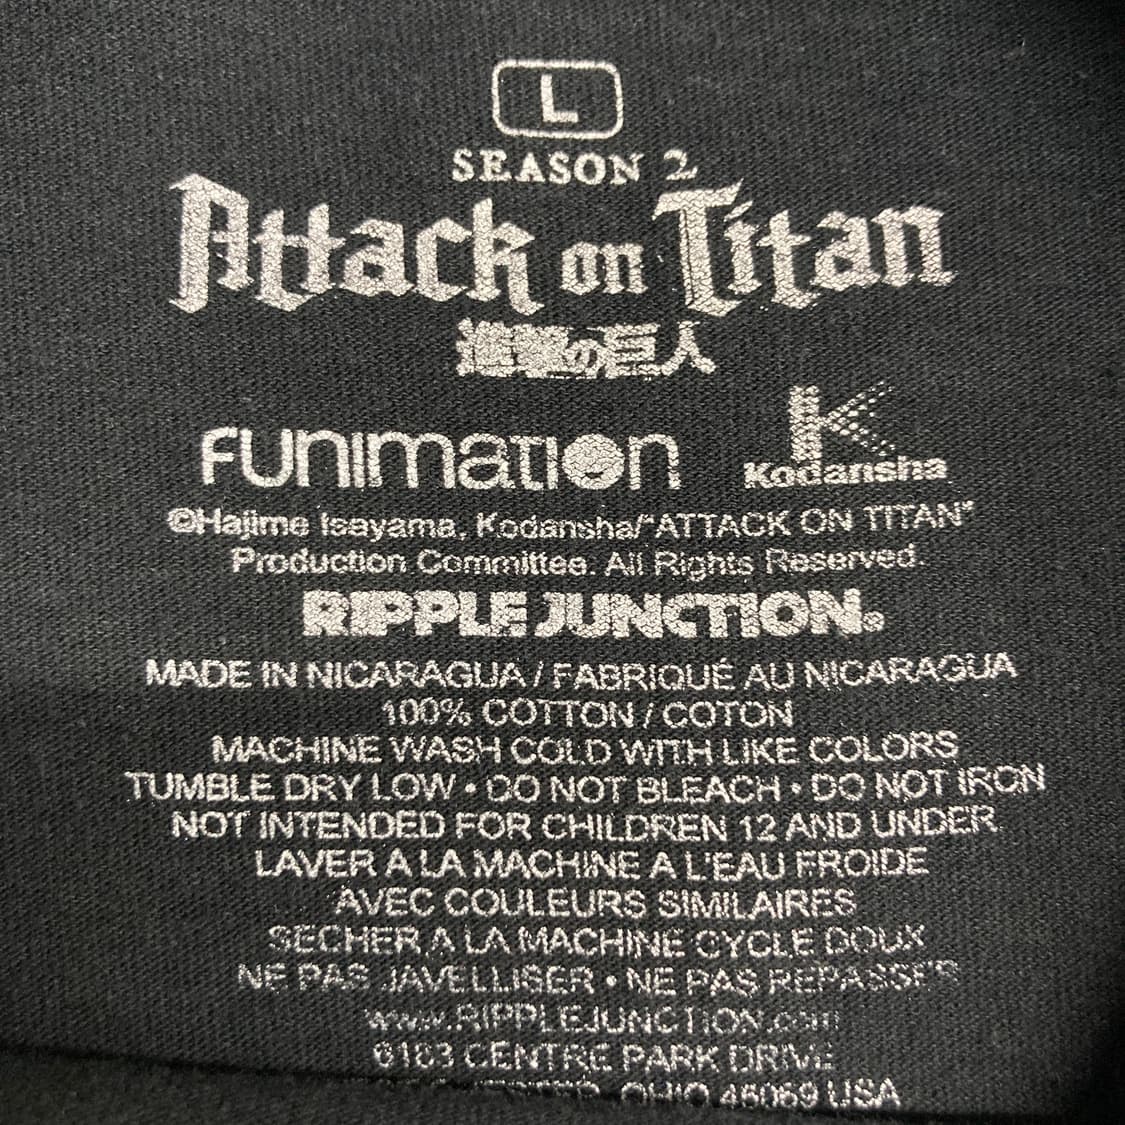 L
SEASON 2
Attack on Titan
進撃の巨人
FUNIMATION
K
Kodansha
©Hajime Isayama, Kodansha/"ATTACK ON TITAN"
Production Committee. All Rights Reserved.
RIPPLE JUNCTION®
MADE IN NICARAGUA / FABRIQUÉ AU NICARAGUA
100% COTTON / COTON
MACHINE WASH COLD WITH LIKE COLORS
TUMBLE DRY LOW • DO NOT BLEACH • DO NOT IRON
NOT INTENDED FOR CHILDREN 12 AND UNDER
LAVER A LA MACHINE A L'EAU FROIDE
AVEC COULEURS SIMILAIRES
SECHER A LA MACHINE CYCLE DOUX
NE PAS JAVELLISER • NE PAS REPASSER
www.RIPPLEJUNCTION.com
6183 CENTRE PARK DRIVE
OHIO 45069 USA